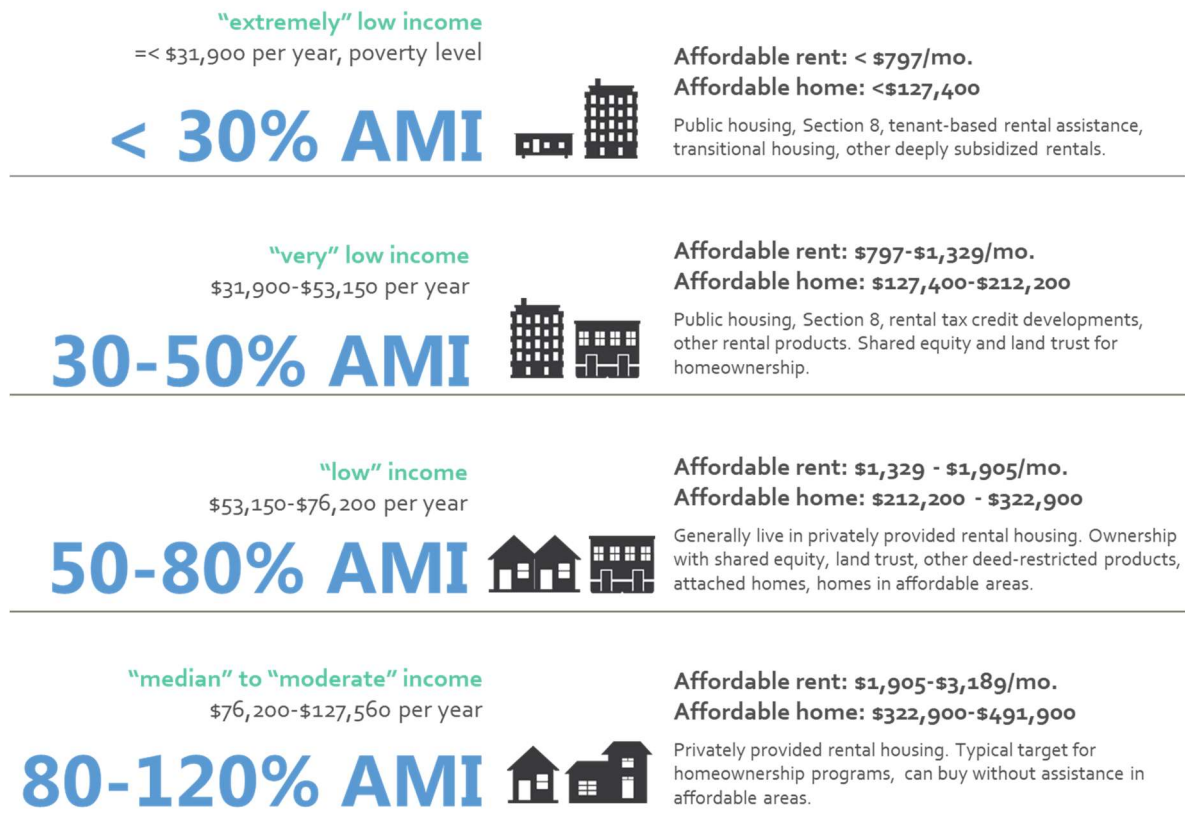 “extremely” low income
=< $31,900 per year, poverty level
< 30% AMI
Affordable rent: < $797/mo.
Affordable home: <$127,400
Public housing, Section 8, tenant-based rental assistance,
transitional housing, other deeply subsidized rentals.
“very” low income
$31,900-$53,150 per year
30-50% AMI
Affordable rent: $797-$1,329/mo.
Affordable home: $127,400-$212,200
Public housing, Section 8, rental tax credit developments,
other rental products. Shared equity and land trust for
homeownership.
“low” income
$53,150-$76,200 per year
50-80% AMI
Affordable rent: $1,329 - $1,905/mo.
Affordable home: $212,200 - $322,900
Generally live in privately provided rental housing. Ownership
with shared equity, land trust, other deed-restricted products,
attached homes, homes in affordable areas.
“median” to “moderate” income
$76,200-$127,560 per year
80-120% AMI
Affordable rent: $1,905-$3,189/mo.
Affordable home: $322,900-$491,900
Privately provided rental housing. Typical target for
homeownership programs, can buy without assistance in
affordable areas.